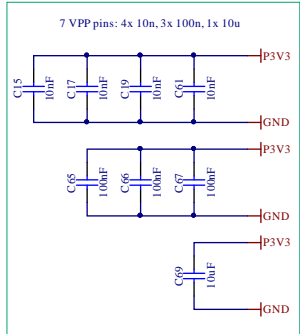 7 VPP pins: 4x 10n, 3x 100n, 1x 10u
P3V3
C15 10nF
C17 10nF
C19 10nF
C61 10nF
GND
P3V3
C65 100nF
C66 100nF
C67 100nF
GND
P3V3
C69 10uF
GND